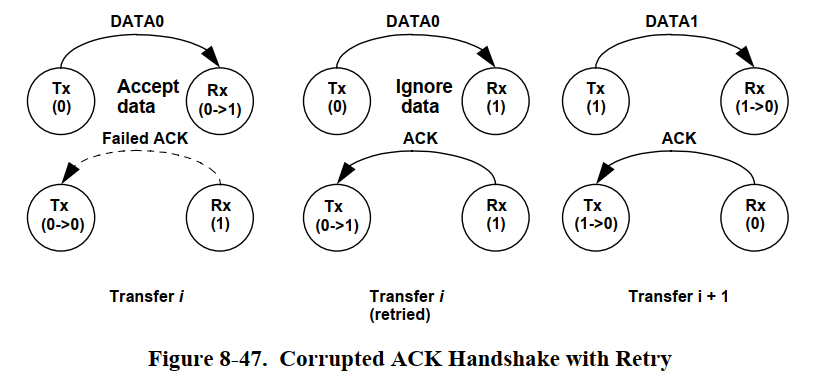 DATA0
Tx
(0)
Accept
data
Rx
(0->1)
Failed ACK
Tx
(0->0)
Rx
(1)
Transfer i
DATA0
Tx
(0)
Ignore
data
Rx
(1)
ACK
Tx
(0->1)
Rx
(1)
Transfer i
(retried)
DATA1
Tx
(1)
Rx
(1->0)
ACK
Tx
(1->0)
Rx
(0)
Transfer i + 1
Figure 8-47. Corrupted ACK Handshake with Retry